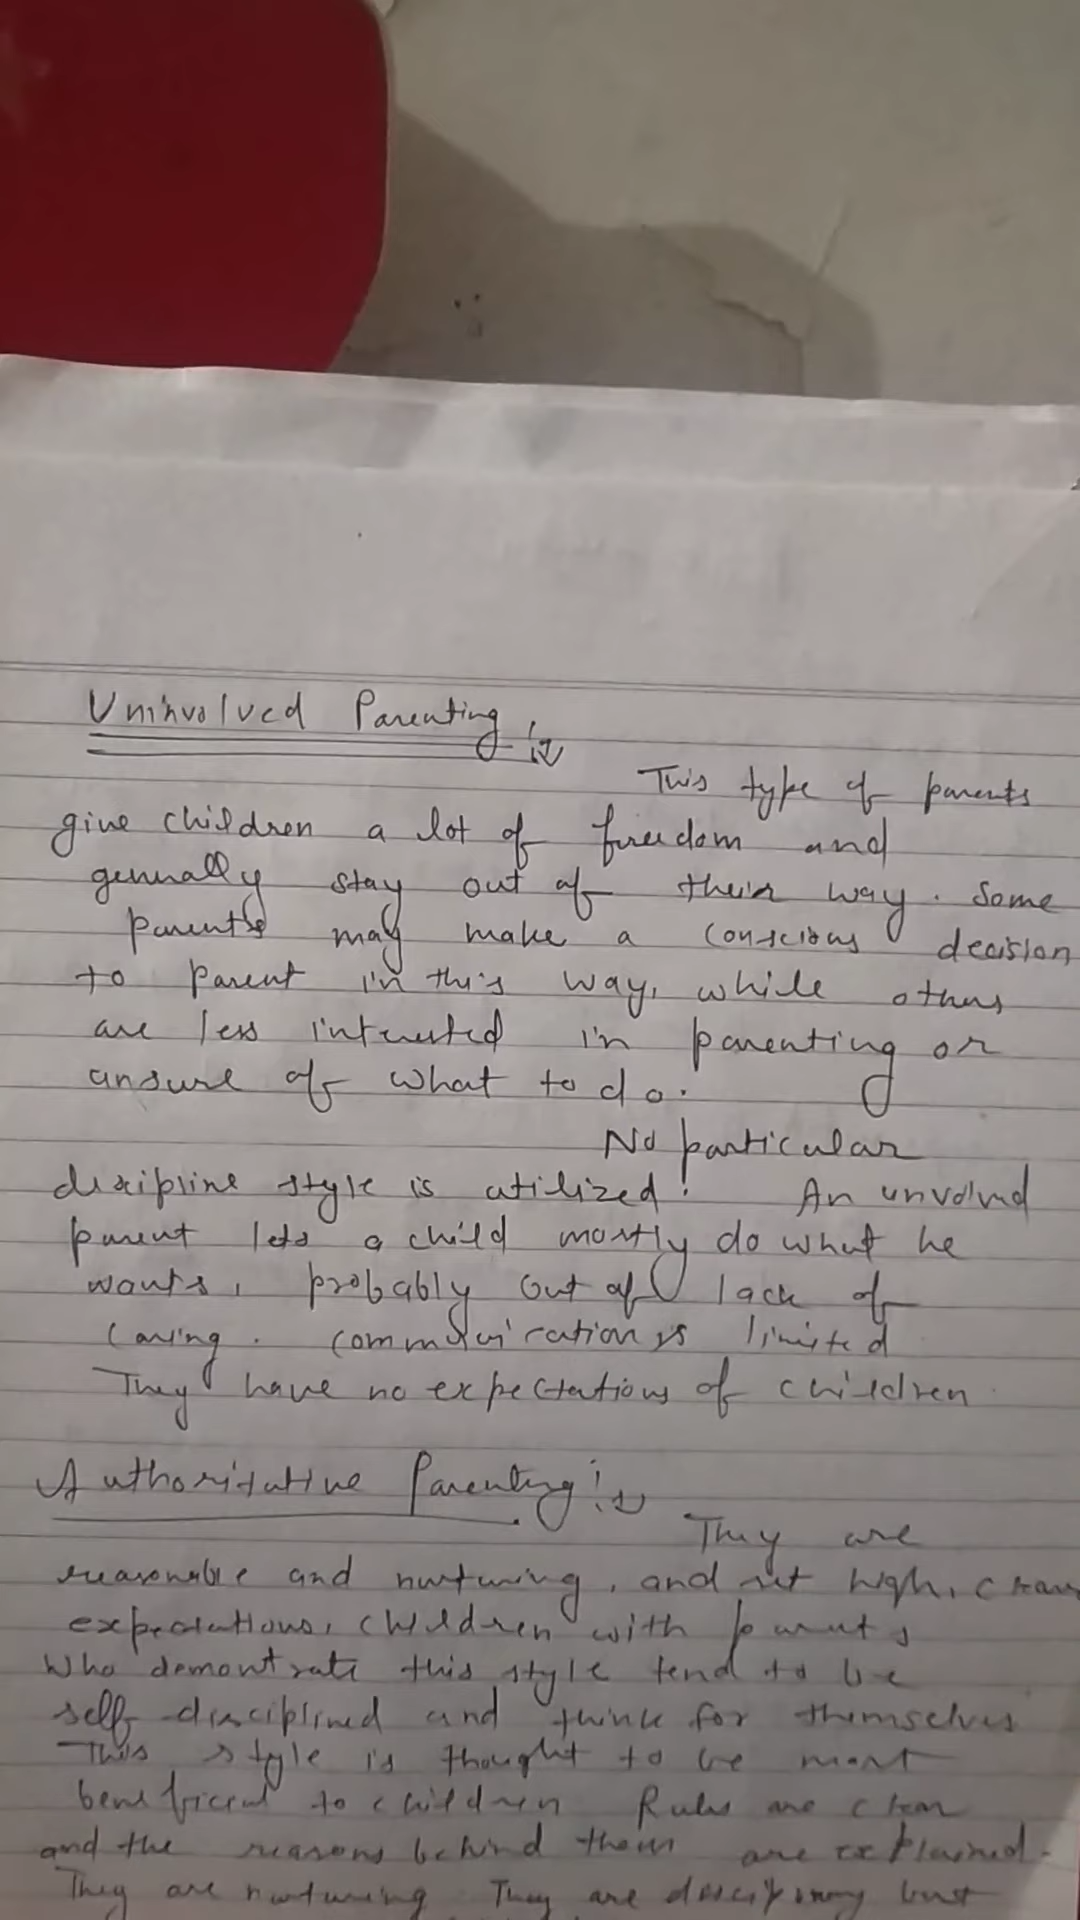 Uninvolved Parenting :
This type of parents
give children a lot of freedom and
generally stay out of their way. Some
parents may make a conscious decision
to parent in this way, while others
are less interested in parenting or
unsure of what to do.
No particular
discipline style is utilized. An unvolved
parent lets a child mostly do what he
wants, probably out of lack of
caring. communication is limited
They have no expectations of children.
Authoritative Parenting :
They are
reasonable and nurturing, and set high, clear
expectations, children with parents
who demontrate this style tend to be
self-disciplined and think for themselves
This style is thought to be most
beneficial to children Rules are clear
and the reasons behind them are explained.
They are nurturing They are but